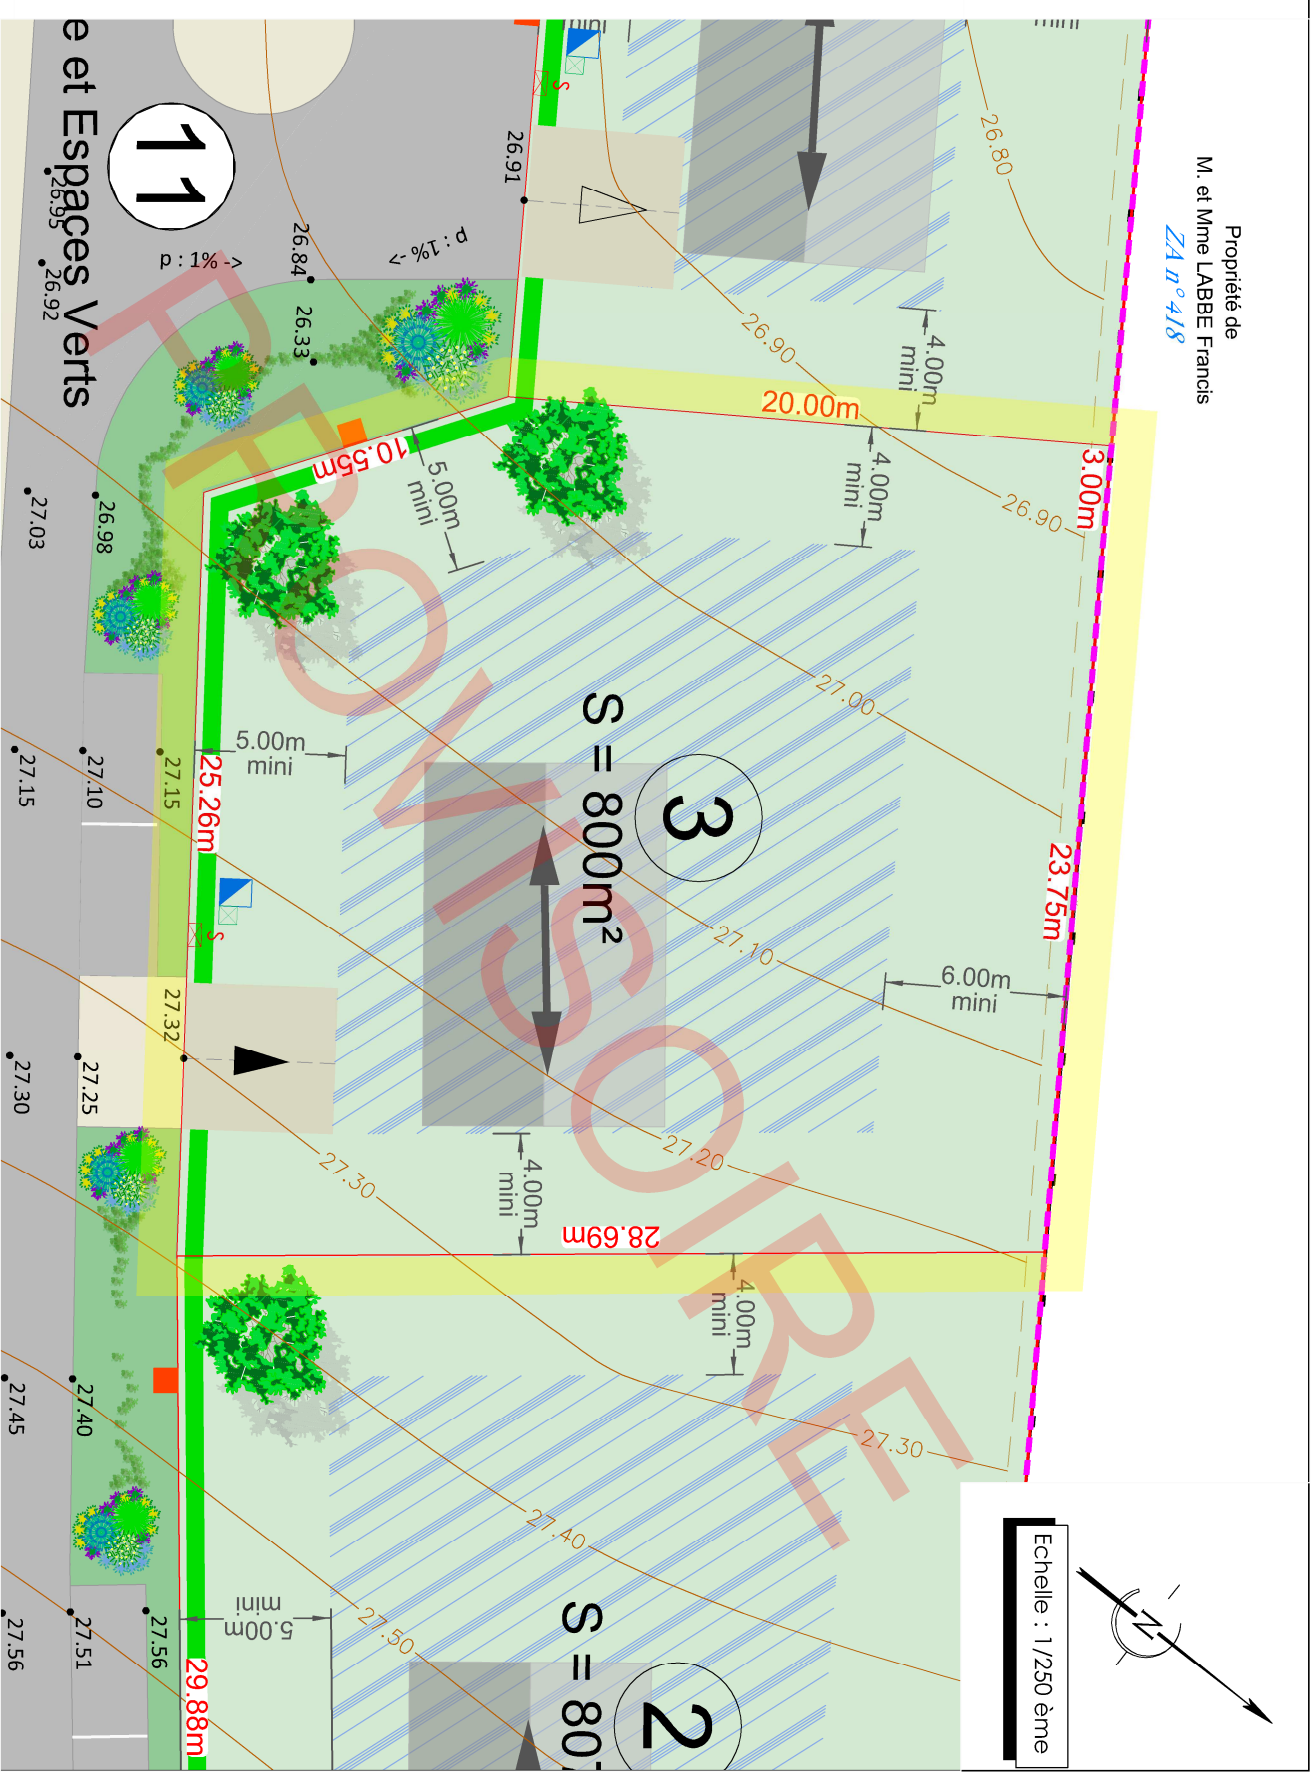 Propriété de
M. et Mme LABBE Francis
ZA n° 418
mini
mini
26.80
26.91
e et Espaces Verts
11
26.95
26.92
p : 1% ->
p : 1% ->
26.84
26.33
26.90
4.00m
mini
20.00m
3.00m
4.00m
mini
26.90
10.55m
5.00m
mini
27.03
26.98
27.00
S = 800m²
3
5.00m
mini
25.26m
27.15
27.10
27.15
23.75m
27.10
6.00m
mini
S
S
27.32
27.25
27.30
27.20
27.30
4.00m
mini
28.69m
4.00m
mini
27.30
27.40
27.45
27.40
27.50
5.00m
mini
27.56
27.51
27.56
29.88m
2
PROVISOIRE
N
Echelle : 1/250 ème